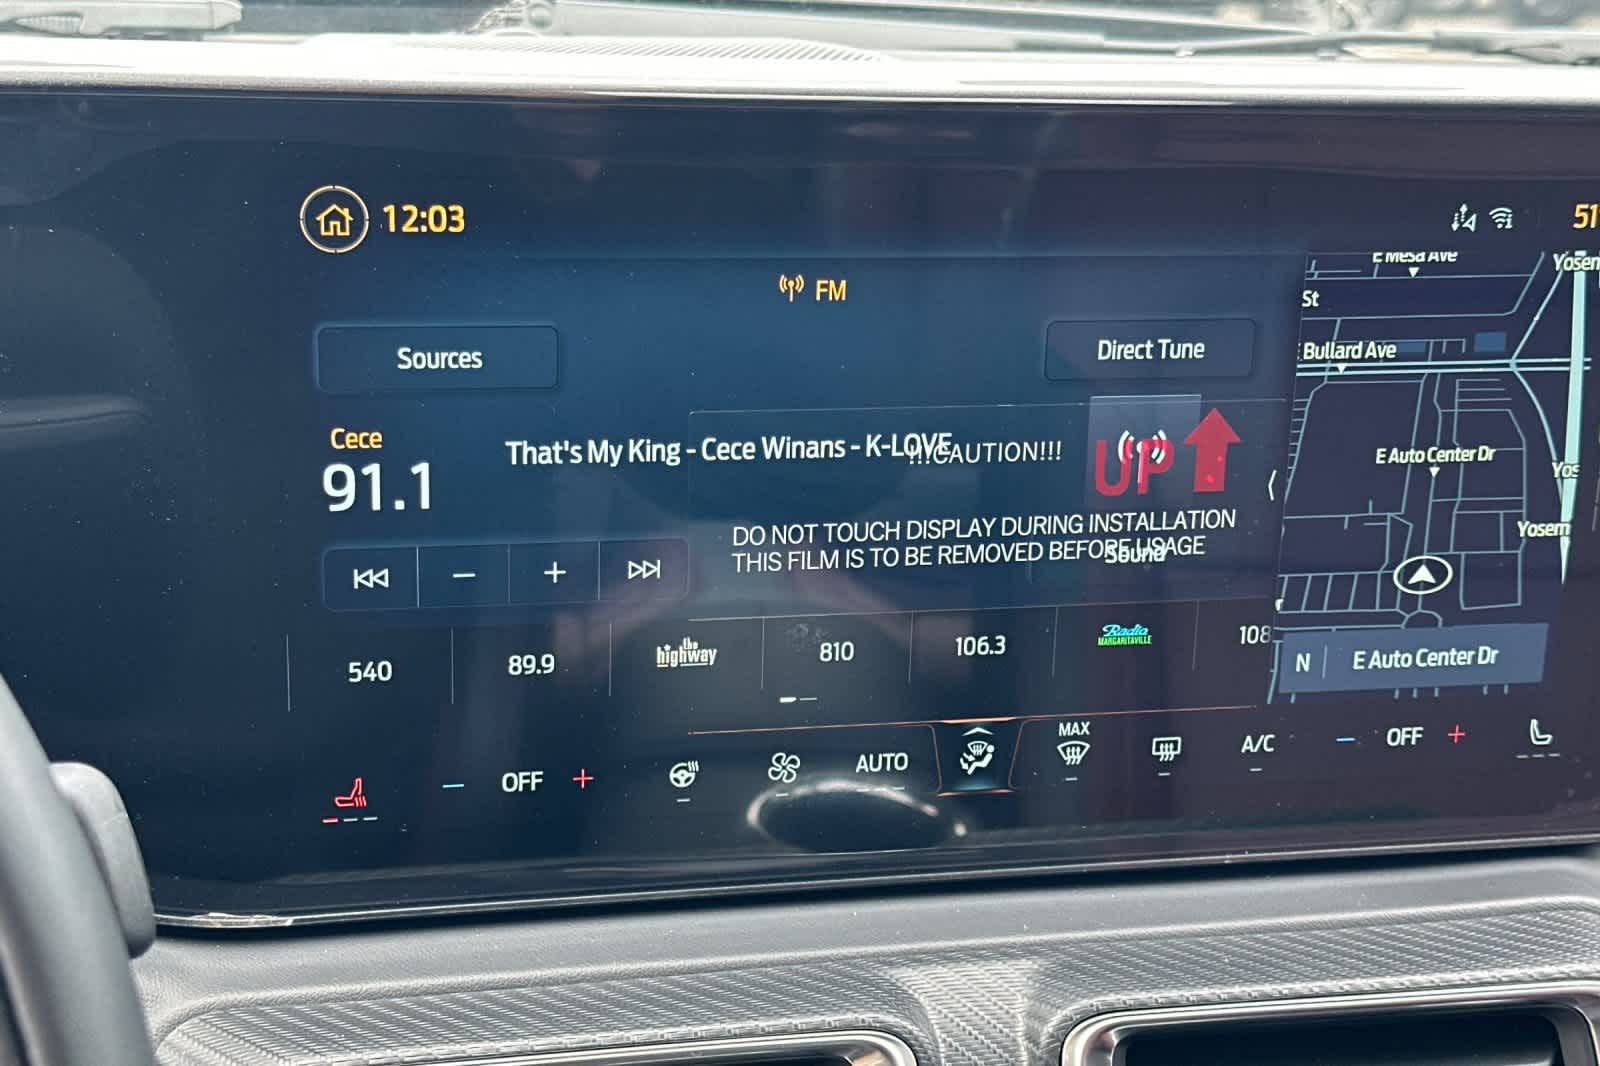 12:03
51
FM
Sources
Direct Tune
Cece
91.1
That's My King - Cece Winans - K-LOVE
!!!CAUTION!!!
UP
DO NOT TOUCH DISPLAY DURING INSTALLATION
THIS FILM IS TO BE REMOVED BEFORE USAGE
Sound
540
89.9
the
highway
810
106.3
Radio
MARGARITAVILLE
108
E Mesa Ave
Yosem
St
Bullard Ave
E Auto Center Dr
Yos
Yosem
N
E Auto Center Dr
OFF
AUTO
MAX
A/C
OFF